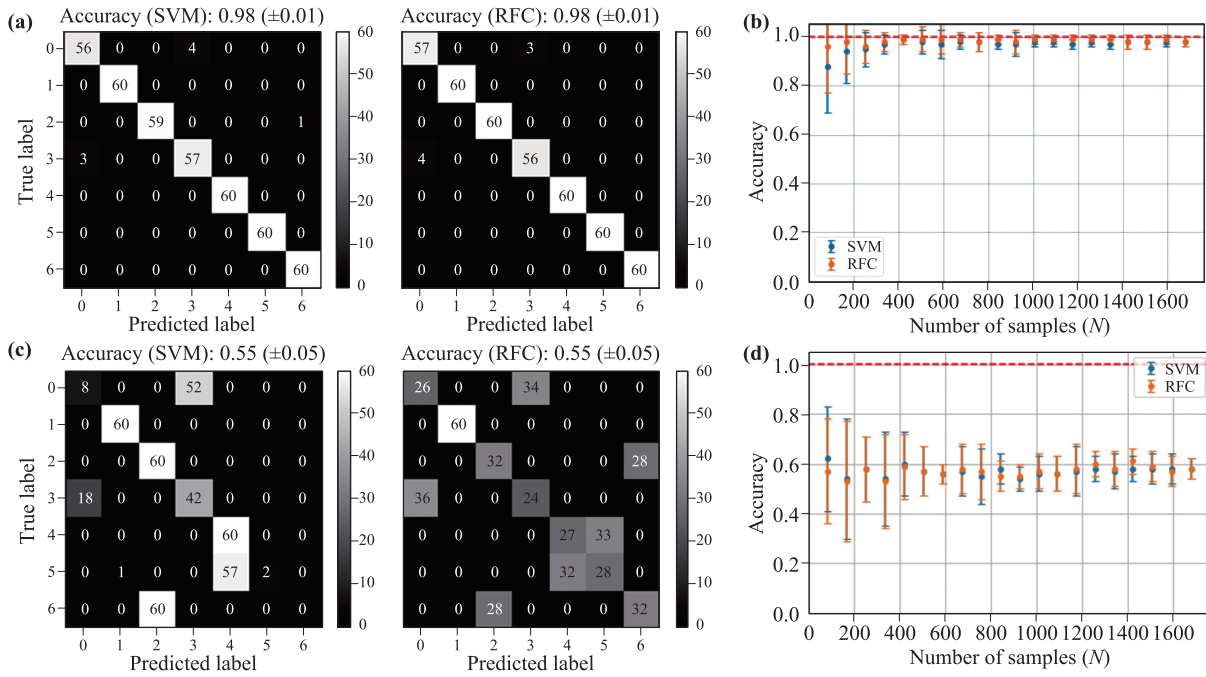 (a)
Accuracy (SVM): 0.98 (±0.01)
0 56 0 0 4 0 0 0
1 0 60 0 0 0 0 0
2 0 0 59 0 0 0 1
3 3 0 0 57 0 0 0
4 0 0 0 0 60 0 0
5 0 0 0 0 0 60 0
6 0 0 0 0 0 0 60
0 1 2 3 4 5 6
True label
Predicted label
60
50
40
30
20
10
0
Accuracy (RFC): 0.98 (±0.01)
57 0 0 3 0 0 0
0 60 0 0 0 0 0
0 0 60 0 0 0 0
4 0 0 56 0 0 0
0 0 0 0 60 0 0
0 0 0 0 0 60 0
0 0 0 0 0 0 60
0 1 2 3 4 5 6
Predicted label
60
50
40
30
20
10
0
(b)
1.0
0.8
0.6
0.4
0.2
0.0
Accuracy
SVM
RFC
0 200 400 600 800 1000 1200 1400 1600
Number of samples (N)
(c)
Accuracy (SVM): 0.55 (±0.05)
0 8 0 0 52 0 0 0
1 0 60 0 0 0 0 0
2 0 0 60 0 0 0 0
3 18 0 0 42 0 0 0
4 0 0 0 0 60 0 0
5 0 1 0 0 57 2 0
6 0 0 60 0 0 0 0
0 1 2 3 4 5 6
True label
Predicted label
60
50
40
30
20
10
0
Accuracy (RFC): 0.55 (±0.05)
26 0 0 34 0 0 0
0 60 0 0 0 0 0
0 0 32 0 0 0 28
36 0 0 24 0 0 0
0 0 0 0 27 33 0
0 0 0 0 32 28 0
0 0 28 0 0 0 32
0 1 2 3 4 5 6
Predicted label
60
50
40
30
20
10
0
(d)
1.0
0.8
0.6
0.4
0.2
0.0
Accuracy
SVM
RFC
0 200 400 600 800 1000 1200 1400 1600
Number of samples (N)